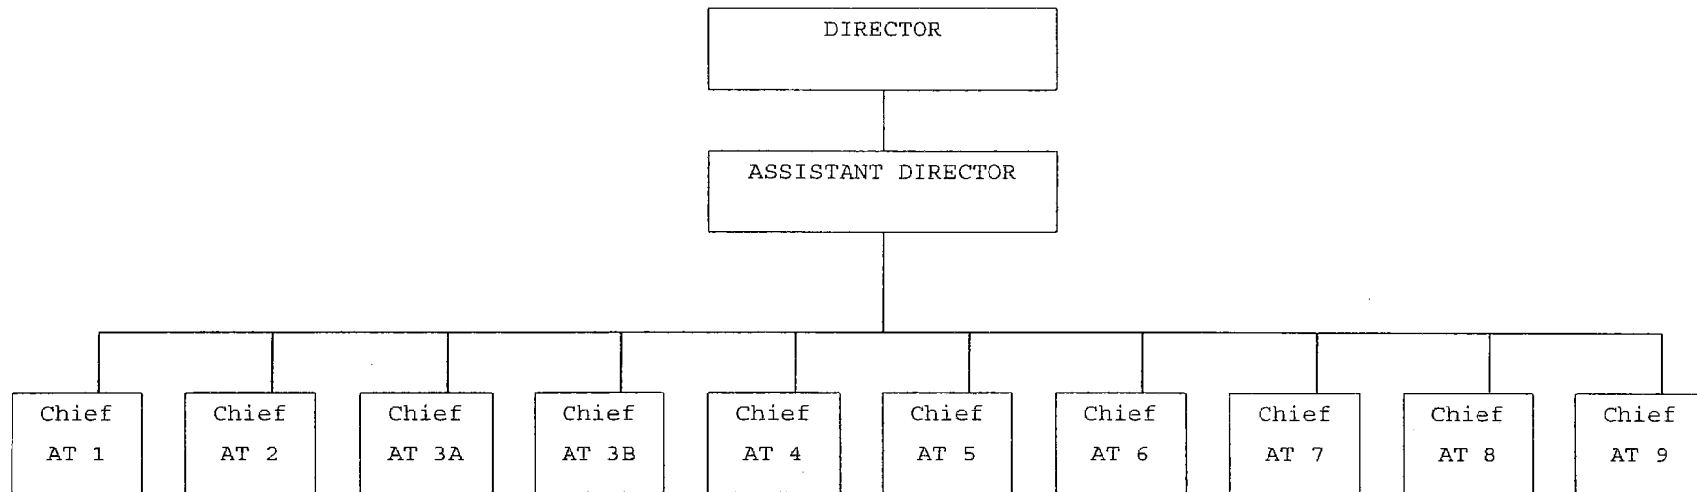 DIRECTOR
ASSISTANT DIRECTOR
Chief
AT 1
Chief
AT 2
Chief
AT 3A
Chief
AT 3B
Chief
AT 4
Chief
AT 5
Chief
AT 6
Chief
AT 7
Chief
AT 8
Chief
AT 9